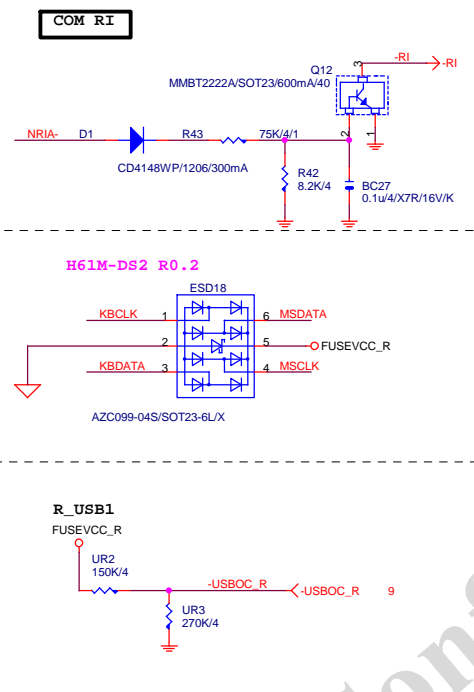 COM RI
-RI
-RI
3
Q12
MMBT2222A/SOT23/600mA/40
2
1
NRIA-
D1
R43
75K/4/1
CD4148WP/1206/300mA
R42
8.2K/4
BC27
0.1u/4/X7R/16V/K
H61M-DS2 R0.2
ESD18
KBCLK
1
6
MSDATA
2
5
FUSEVCC_R
KBDATA
3
4
MSCLK
AZC099-04S/SOT23-6L/X
R_USB1
FUSEVCC_R
UR2
150K/4
-USBOC_R
-USBOC_R
9
UR3
270K/4